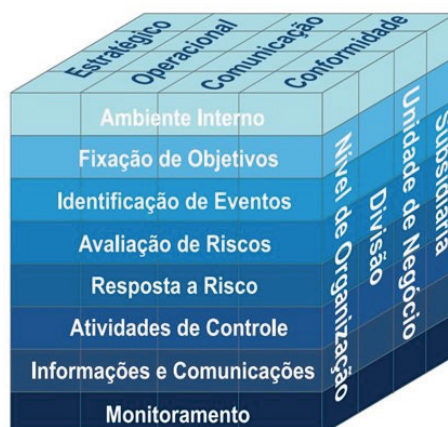 Estratégico
Operacional
Comunicação
Conformidade
Ambiente Interno
Fixação de Objetivos
Identificação de Eventos
Avaliação de Riscos
Resposta a Risco
Atividades de Controle
Informações e Comunicações
Monitoramento
Nível de Organização
Divisão
Unidade de Negócio
Subsidiária